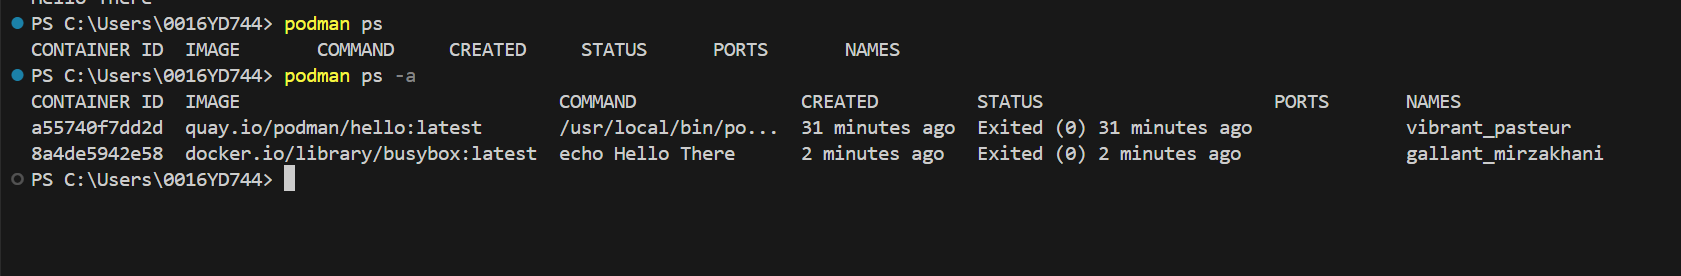 Hello There
PS C:\Users\0016YD744> podman ps
CONTAINER ID  IMAGE       COMMAND     CREATED     STATUS      PORTS       NAMES
PS C:\Users\0016YD744> podman ps -a
CONTAINER ID  IMAGE                             COMMAND               CREATED         STATUS                     PORTS       NAMES
a55740f7dd2d  quay.io/podman/hello:latest       /usr/local/bin/po...  31 minutes ago  Exited (0) 31 minutes ago              vibrant_pasteur
8a4de5942e58  docker.io/library/busybox:latest  echo Hello There      2 minutes ago   Exited (0) 2 minutes ago               gallant_mirzakhani
PS C:\Users\0016YD744>